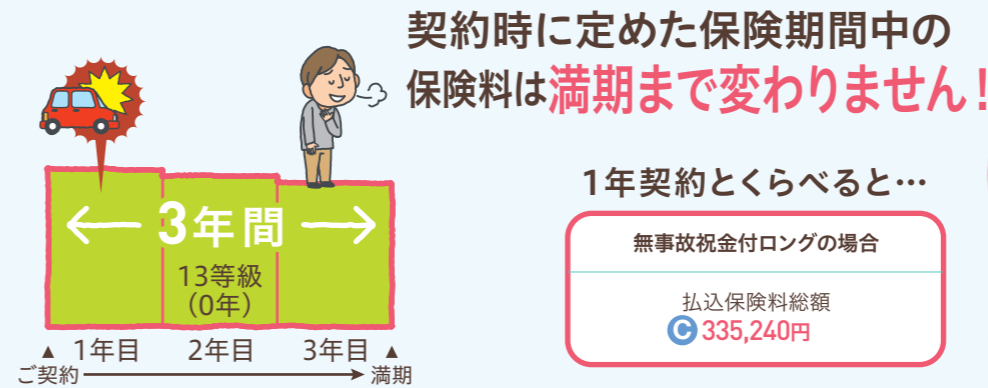 契約時に定めた保険期間中の
保険料は満期まで変わりません!
3年間
13等級
(0年)
▲ 1年目 2年目 3年目 ▲
ご契約 満期
1年契約とくらべると…
無事故祝金付ロングの場合
払込保険料総額
C 335,240円